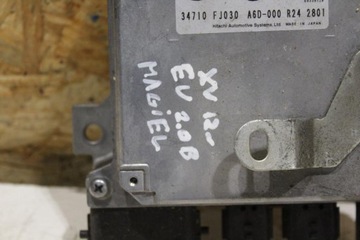 34710 FJ030 A6D-000 R24 2801
Hitachi Automotive Systems, Ltd. MADE IN JAPAN
XV 12-
EV 2.0B
MAGiEL